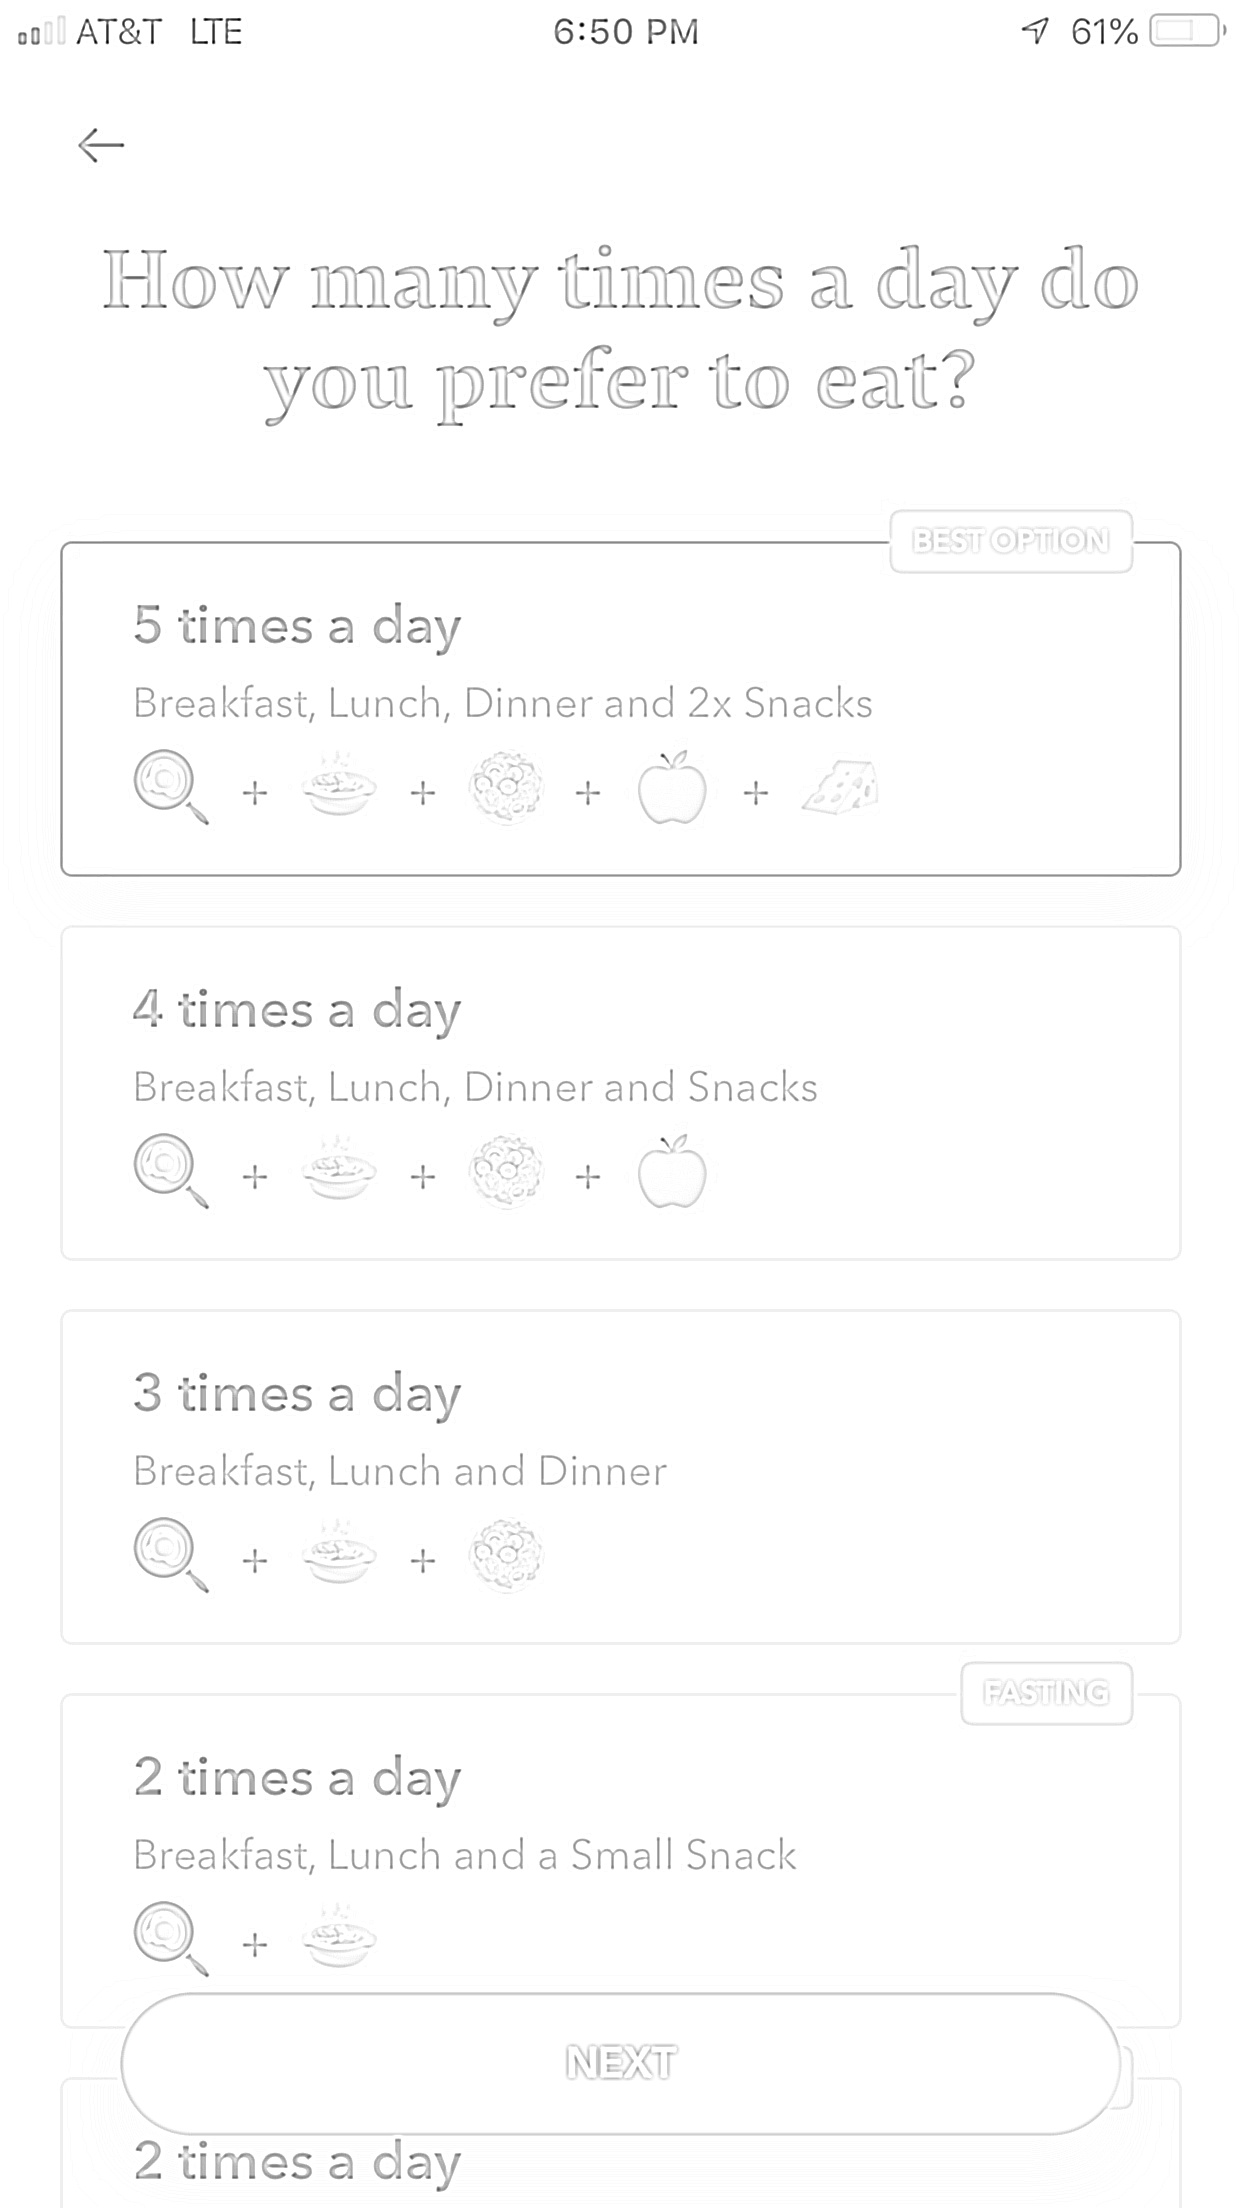 AT&T LTE 6:50 PM 61%
How many times a day do
you prefer to eat?
BEST OPTION
5 times a day
Breakfast, Lunch, Dinner and 2x Snacks
+ + + +
4 times a day
Breakfast, Lunch, Dinner and Snacks
+ + +
3 times a day
Breakfast, Lunch and Dinner
+ +
FASTING
2 times a day
Breakfast, Lunch and a Small Snack
+
NEXT
2 times a day